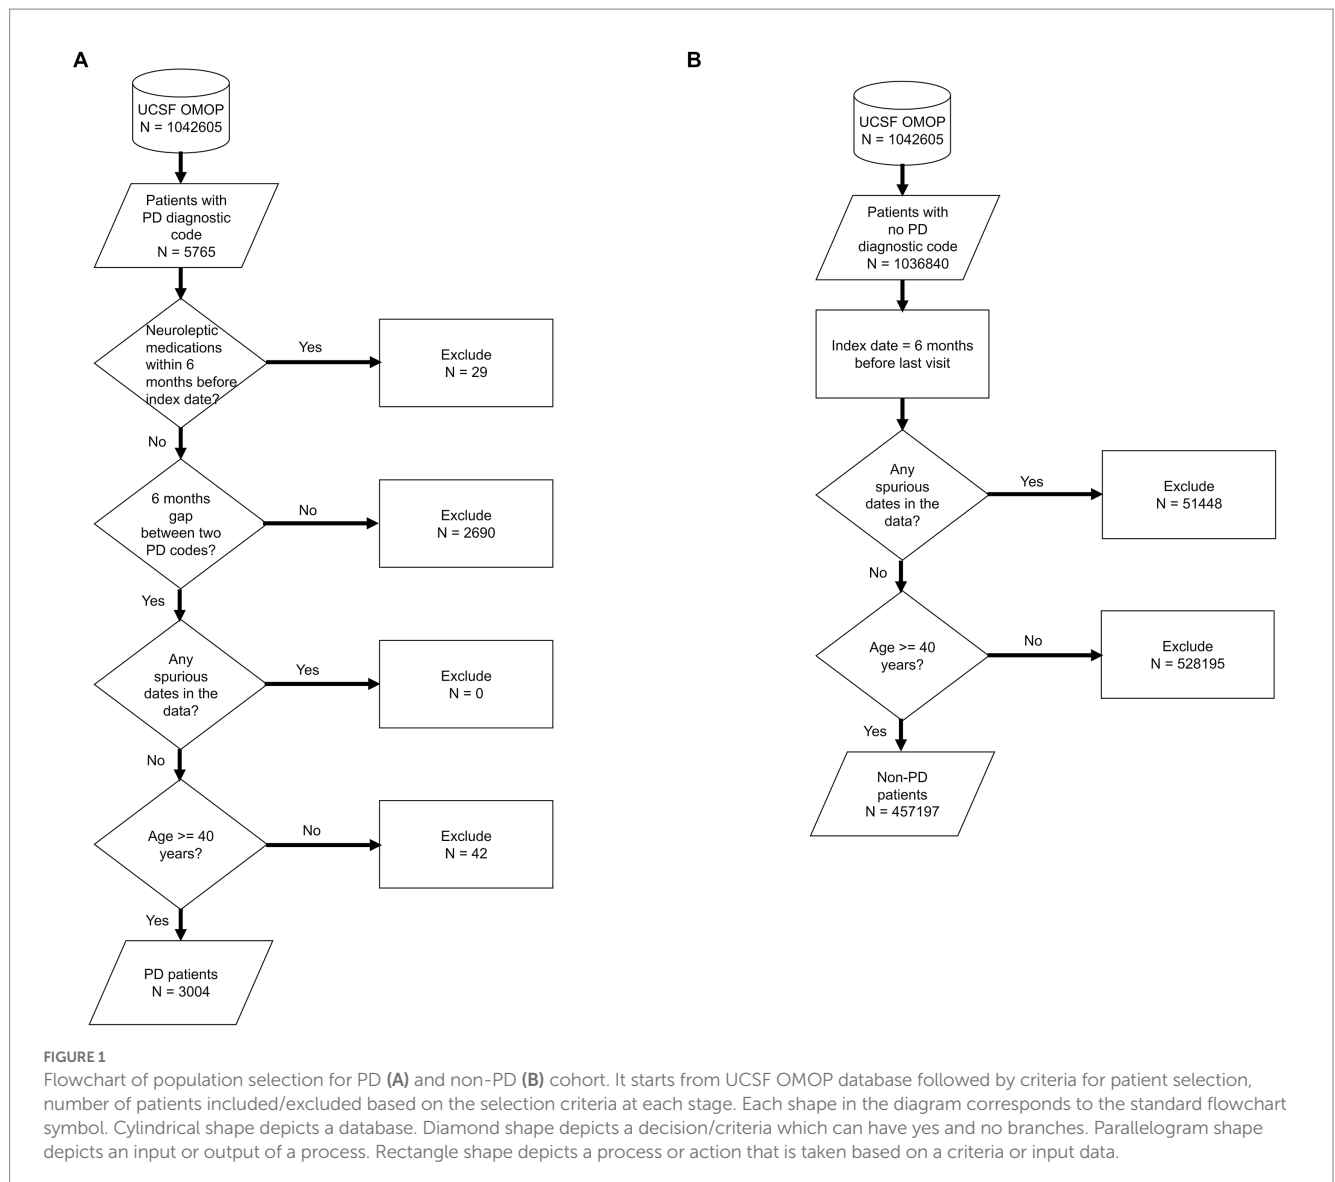 A
UCSF OMOP
N = 1042605
Patients with
PD diagnostic
code
N = 5765
Neuroleptic
medications
within 6
months before
index date?
Yes
Exclude
N = 29
No
6 months
gap
between two
PD codes?
No
Exclude
N = 2690
Yes
Any
spurious
dates in the
data?
Yes
Exclude
N = 0
No
Age >= 40
years?
No
Exclude
N = 42
Yes
PD patients
N = 3004
B
UCSF OMOP
N = 1042605
Patients with
no PD
diagnostic code
N = 1036840
Index date = 6 months
before last visit
Any
spurious
dates in the
data?
Yes
Exclude
N = 51448
No
Age >= 40
years?
No
Exclude
N = 528195
Yes
Non-PD
patients
N = 457197
FIGURE 1
Flowchart of population selection for PD (A) and non-PD (B) cohort. It starts from UCSF OMOP database followed by criteria for patient selection,
number of patients included/excluded based on the selection criteria at each stage. Each shape in the diagram corresponds to the standard flowchart
symbol. Cylindrical shape depicts a database. Diamond shape depicts a decision/criteria which can have yes and no branches. Parallelogram shape
depicts an input or output of a process. Rectangle shape depicts a process or action that is taken based on a criteria or input data.